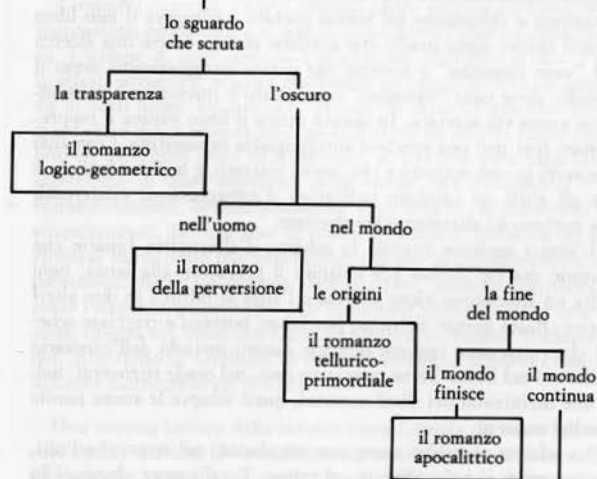 lo sguardo
che scruta
la trasparenza
l'oscuro
il romanzo
logico-geometrico
nell'uomo
nel mondo
il romanzo
della perversione
le origini
la fine
del mondo
il romanzo
tellurico-
primordiale
il mondo
finisce
il mondo
continua
il romanzo
apocalittico